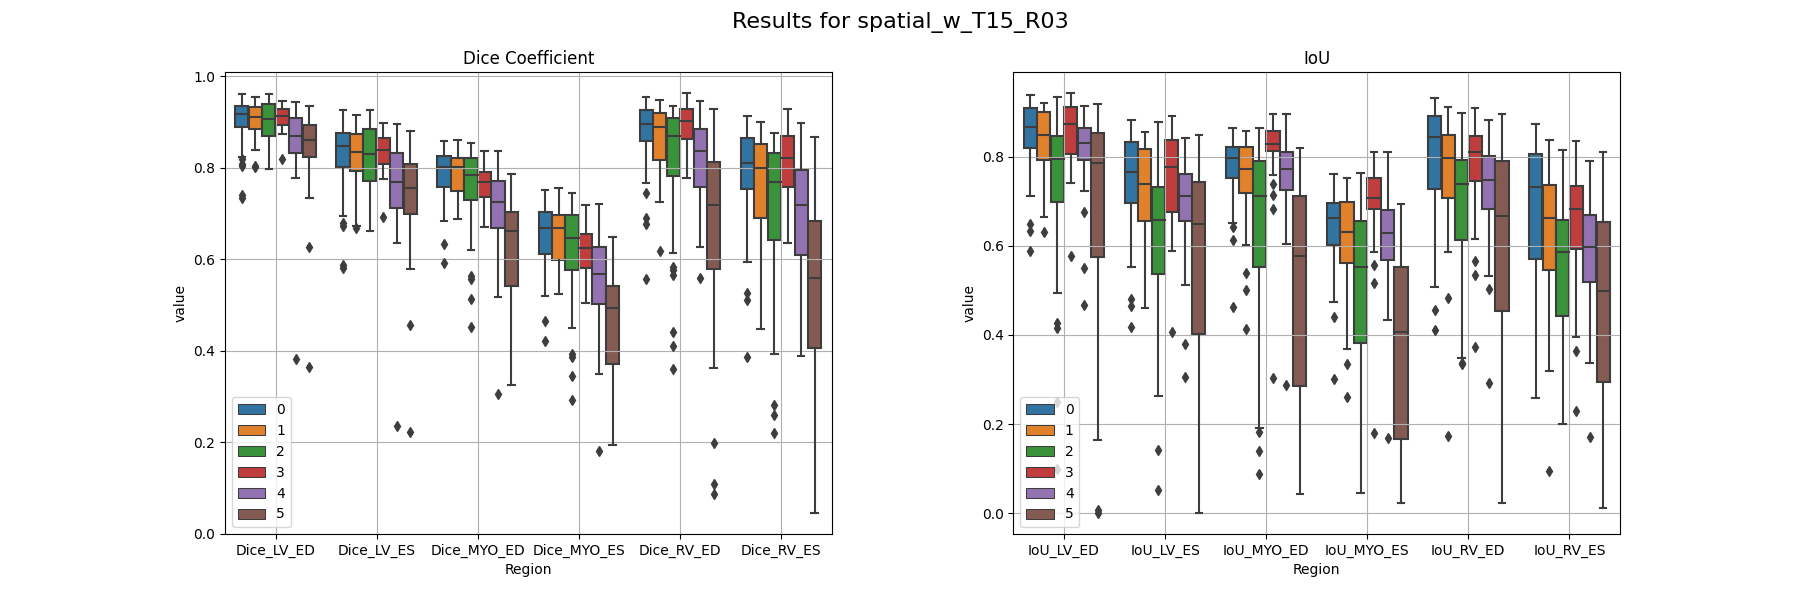 Results for spatial_w_T15_R03
Dice Coefficient
value
1.0
0.8
0.6
0.4
0.2
0.0
0
1
2
3
4
5
Dice_LV_ED Dice_LV_ES Dice_MYO_ED Dice_MYO_ES Dice_RV_ED Dice_RV_ES
Region
IoU
value
0.8
0.6
0.4
0.2
0.0
0
1
2
3
4
5
IoU_LV_ED IoU_LV_ES IoU_MYO_ED IoU_MYO_ES IoU_RV_ED IoU_RV_ES
Region